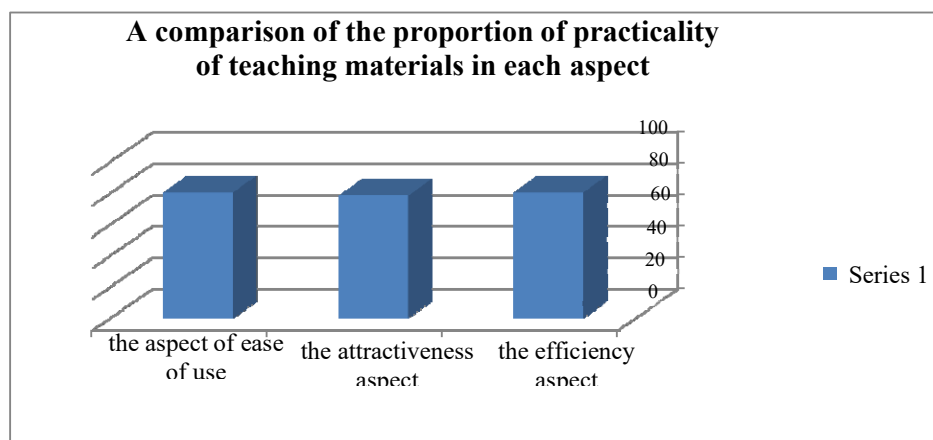 A comparison of the proportion of practicality
of teaching materials in each aspect
100
80
60
40
20
0
Series 1
the aspect of ease
of use
the attractiveness
aspect
the efficiency
aspect